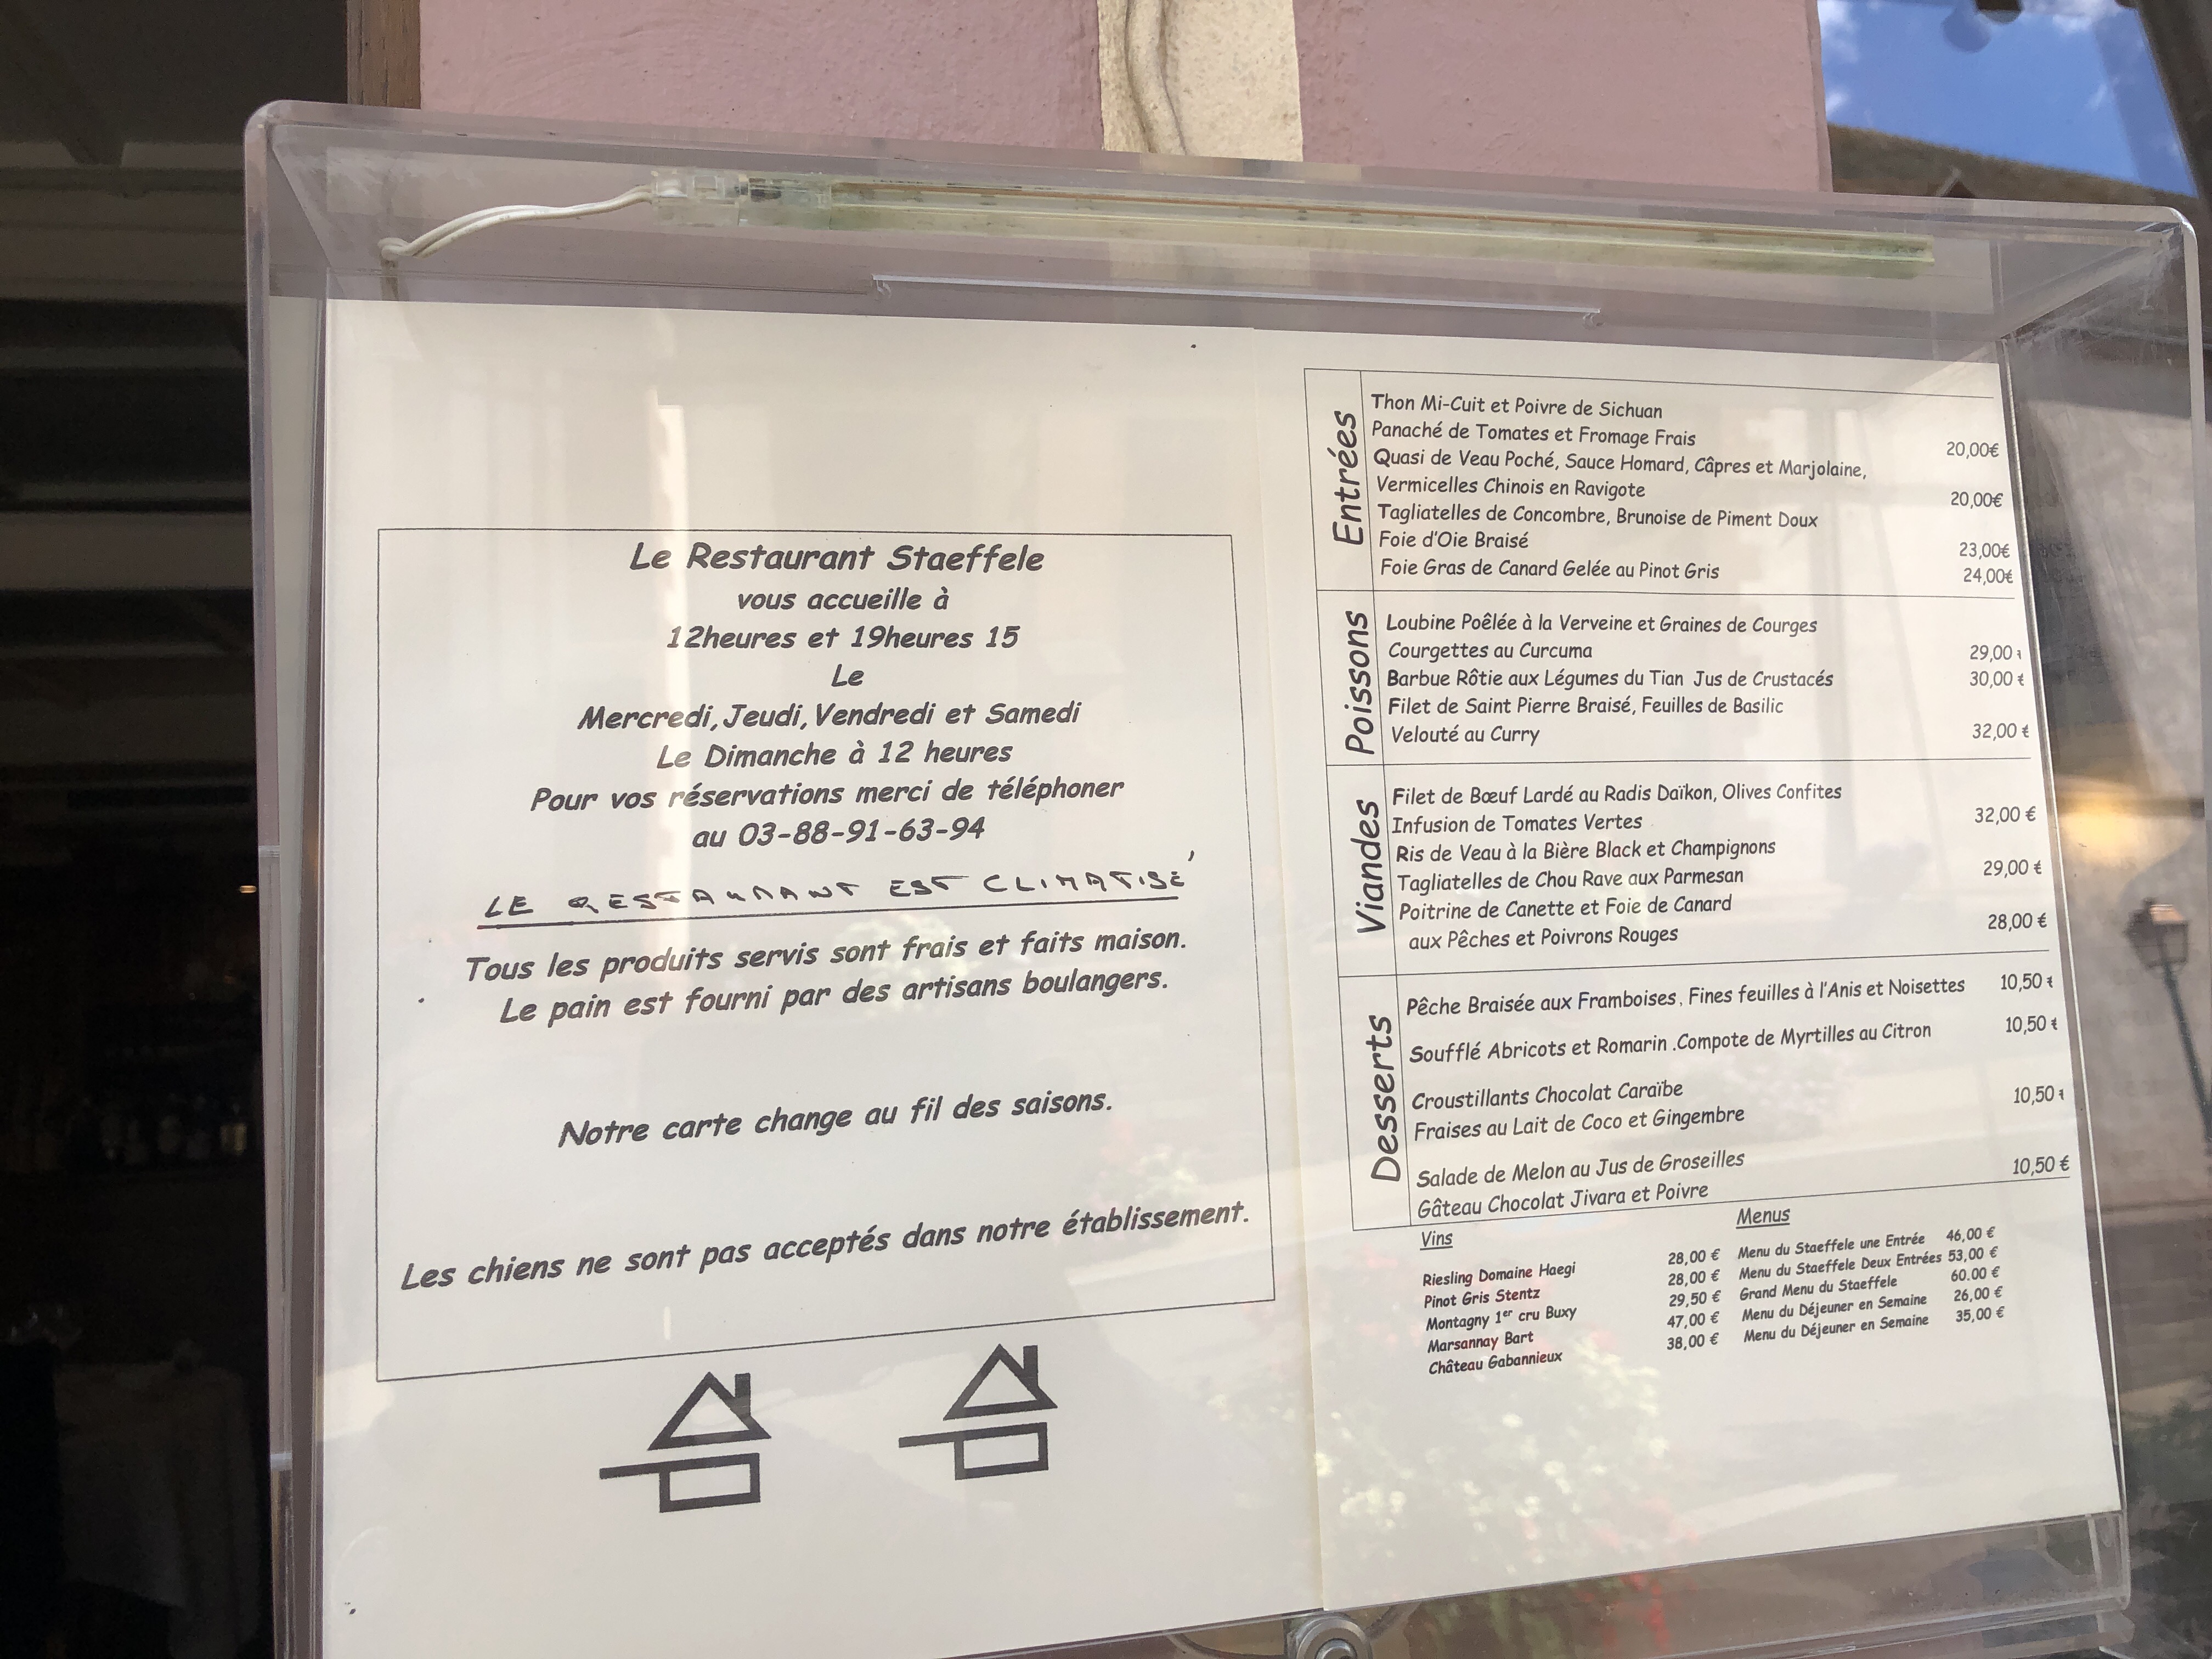 Le Restaurant Staeffele
vous accueille à
12heures et 19heures 15
Le
Mercredi, Jeudi, Vendredi et Samedi
Le Dimanche à 12 heures
Pour vos réservations merci de téléphoner
au 03-88-91-63-94
LE RESTAURANT EST CLIMATISÉ
Tous les produits servis sont frais et faits maison.
Le pain est fourni par des artisans boulangers.
Notre carte change au fil des saisons.
Les chiens ne sont pas acceptés dans notre établissement.
Entrées
Thon Mi-Cuit et Poivre de Sichuan
Panaché de Tomates et Fromage Frais 20,00€
Quasi de Veau Poché, Sauce Homard, Câpres et Marjolaine,
Vermicelles Chinois en Ravigote 20,00€
Tagliatelles de Concombre, Brunoise de Piment Doux
Foie d'Oie Braisé 23,00€
Foie Gras de Canard Gelée au Pinot Gris 24,00€
Poissons
Loubine Poêlée à la Verveine et Graines de Courges
Courgettes au Curcuma 29,00 €
Barbue Rôtie aux Légumes du Tian Jus de Crustacés 30,00 €
Filet de Saint Pierre Braisé, Feuilles de Basilic
Velouté au Curry 32,00 €
Viandes
Filet de Bœuf Lardé au Radis Daïkon, Olives Confites
Infusion de Tomates Vertes 32,00 €
Ris de Veau à la Bière Black et Champignons
Tagliatelles de Chou Rave aux Parmesan 29,00 €
Poitrine de Canette et Foie de Canard
aux Pêches et Poivrons Rouges 28,00 €
Desserts
Pêche Braisée aux Framboises, Fines feuilles à l'Anis et Noisettes 10,50 €
Soufflé Abricots et Romarin .Compote de Myrtilles au Citron 10,50 €
Croustillants Chocolat Caraïbe
Fraises au Lait de Coco et Gingembre 10,50 €
Salade de Melon au Jus de Groseilles
Gâteau Chocolat Jivara et Poivre 10,50 €
Vins
Riesling Domaine Haegi 28,00 €
Pinot Gris Stentz 28,00 €
Montagny 1er cru Buxy 29,50 €
Marsannay Bart 47,00 €
Château Gabannieux 38,00 €
Menus
Menu du Staeffele une Entrée 46,00 €
Menu du Staeffele Deux Entrées 53,00 €
Grand Menu du Staeffele 60.00 €
Menu du Déjeuner en Semaine 26,00 €
Menu du Déjeuner en Semaine 35,00 €